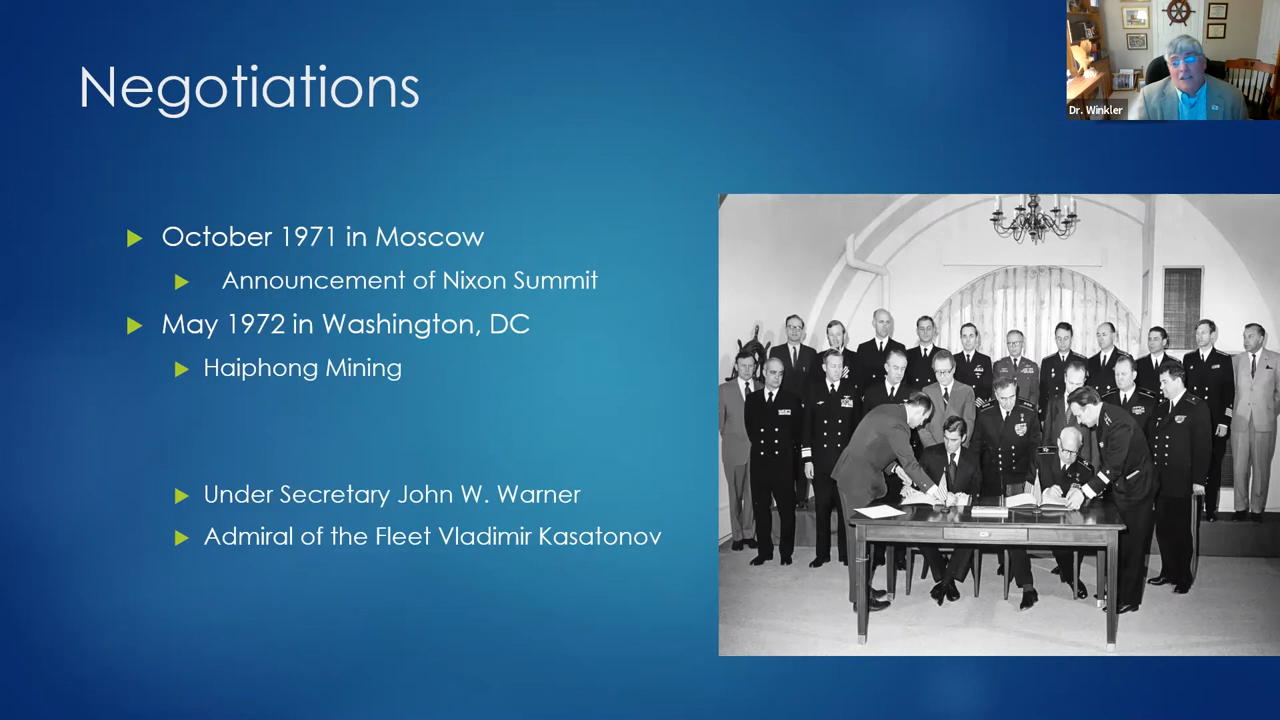 Negotiations
Dr. Winkler
October 1971 in Moscow
Announcement of Nixon Summit
May 1972 in Washington, DC
Haiphong Mining
Under Secretary John W. Warner
Admiral of the Fleet Vladimir Kasatonov